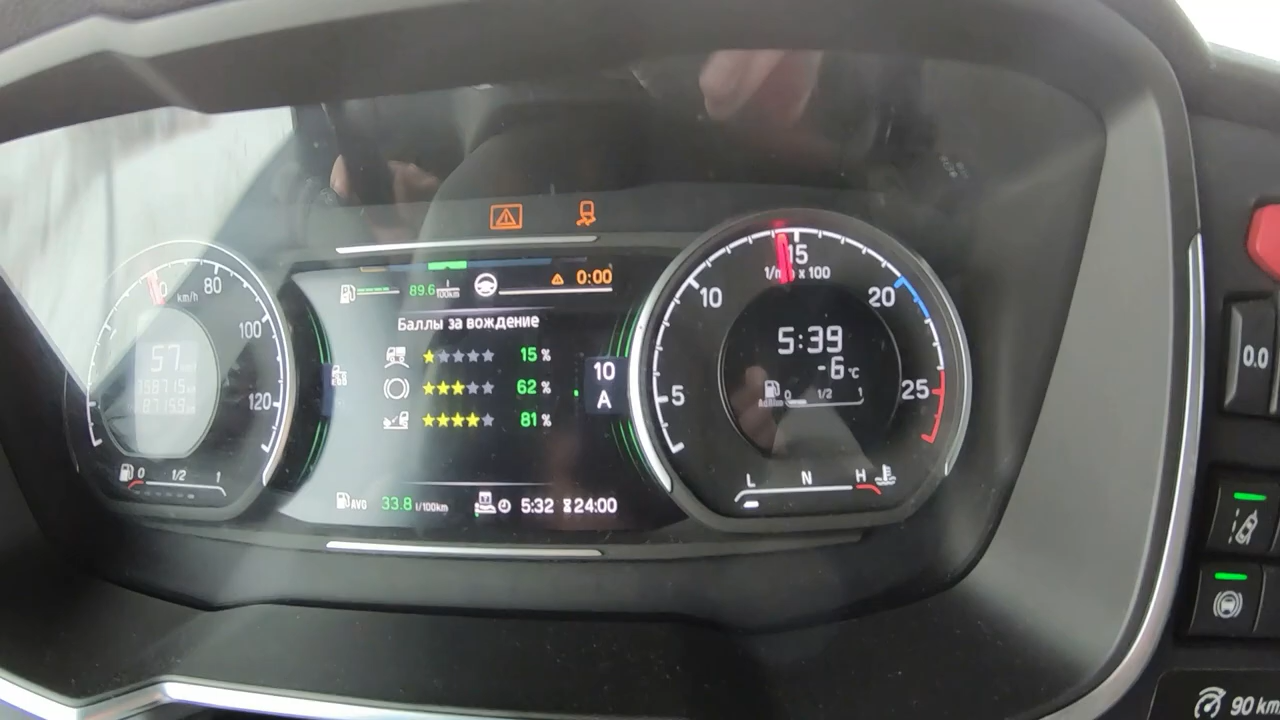 80
km/h
100
120
57 km/h
0 1/2 1
89.6 l/100km
0:00
Баллы за вождение
15 %
62 %
81 %
10
A
AVG 33.8 l/100km
5:32 24:00
5
10
15
20
25
1/min x 100
5:39
-6 °C
AdBlue 0 1/2 1
L N H
0.0
90 km